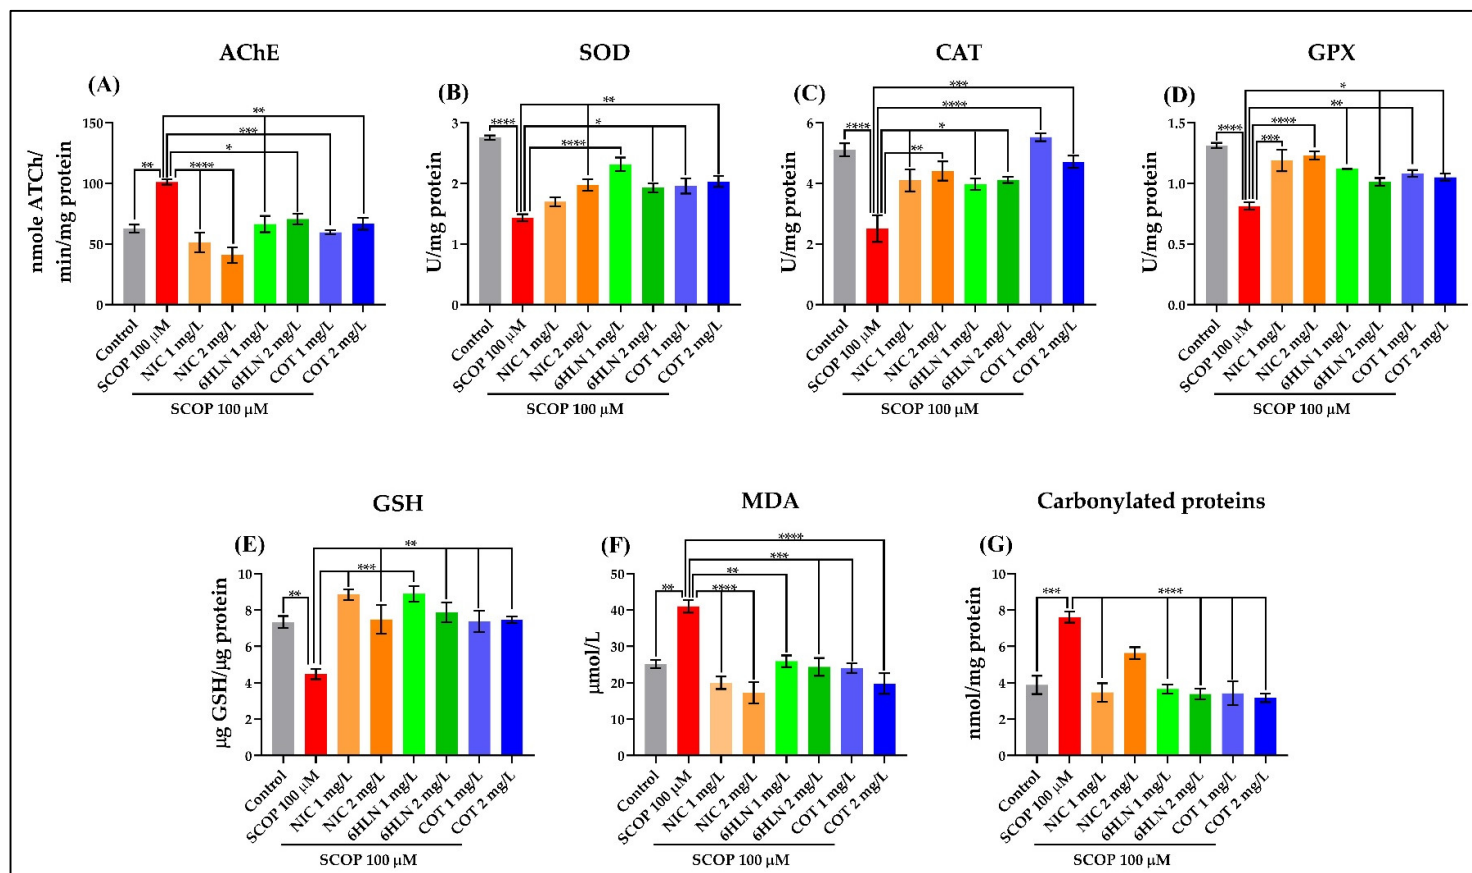 AChE
(A)
nmole ATCh/
min/mg protein
150
100
50
0
**
***
*
**
****
Control
SCOP 100 μM
NIC 1 mg/L
NIC 2 mg/L
6HLN 1 mg/L
6HLN 2 mg/L
COT 1 mg/L
COT 2 mg/L
SCOP 100 μM
SOD
(B)
U/mg protein
3
2
1
0
**
****
*
****
Control
SCOP 100 μM
NIC 1 mg/L
NIC 2 mg/L
6HLN 1 mg/L
6HLN 2 mg/L
COT 1 mg/L
COT 2 mg/L
SCOP 100 μM
CAT
(C)
U/mg protein
6
4
2
0
***
****
****
*
**
Control
SCOP 100 μM
NIC 1 mg/L
NIC 2 mg/L
6HLN 1 mg/L
6HLN 2 mg/L
COT 1 mg/L
COT 2 mg/L
SCOP 100 μM
GPX
(D)
U/mg protein
1.5
1.0
0.5
0.0
*
**
****
****
***
Control
SCOP 100 μM
NIC 1 mg/L
NIC 2 mg/L
6HLN 1 mg/L
6HLN 2 mg/L
COT 1 mg/L
COT 2 mg/L
SCOP 100 μM
GSH
(E)
μg GSH/μg protein
10
8
6
4
2
0
**
***
**
Control
SCOP 100 μM
NIC 1 mg/L
NIC 2 mg/L
6HLN 1 mg/L
6HLN 2 mg/L
COT 1 mg/L
COT 2 mg/L
SCOP 100 μM
MDA
(F)
μmol/L
50
40
30
20
10
0
****
***
**
**
****
Control
SCOP 100 μM
NIC 1 mg/L
NIC 2 mg/L
6HLN 1 mg/L
6HLN 2 mg/L
COT 1 mg/L
COT 2 mg/L
SCOP 100 μM
Carbonylated proteins
(G)
nmol/mg protein
10
8
6
4
2
0
***
****
Control
SCOP 100 μM
NIC 1 mg/L
NIC 2 mg/L
6HLN 1 mg/L
6HLN 2 mg/L
COT 1 mg/L
COT 2 mg/L
SCOP 100 μM